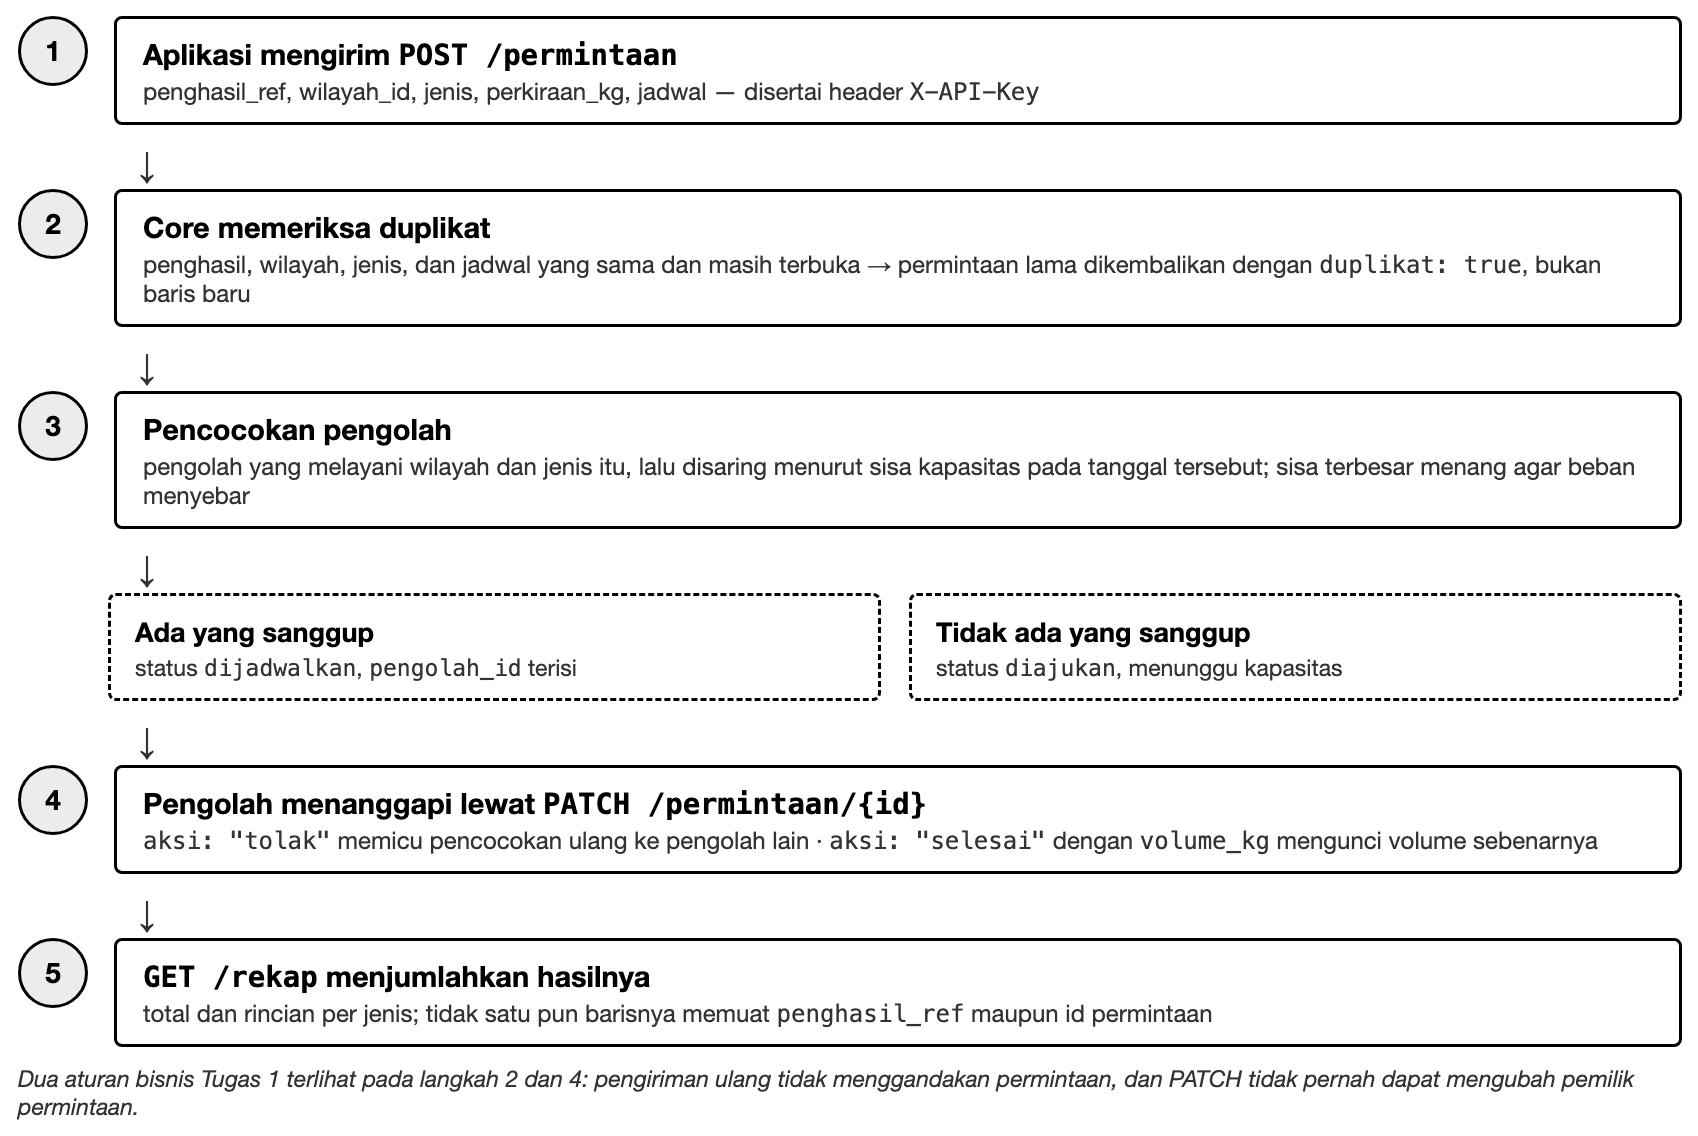 1
Aplikasi mengirim POST /permintaan
penghasil_ref, wilayah_id, jenis, perkiraan_kg, jadwal — disertai header X-API-Key
↓
2
Core memeriksa duplikat
penghasil, wilayah, jenis, dan jadwal yang sama dan masih terbuka → permintaan lama dikembalikan dengan duplikat: true, bukan
baris baru
↓
3
Pencocokan pengolah
pengolah yang melayani wilayah dan jenis itu, lalu disaring menurut sisa kapasitas pada tanggal tersebut; sisa terbesar menang agar beban
menyebar
↓
Ada yang sanggup
status dijadwalkan, pengolah_id terisi
Tidak ada yang sanggup
status diajukan, menunggu kapasitas
↓
4
Pengolah menanggapi lewat PATCH /permintaan/{id}
aksi: "tolak" memicu pencocokan ulang ke pengolah lain · aksi: "selesai" dengan volume_kg mengunci volume sebenarnya
↓
5
GET /rekap menjumlahkan hasilnya
total dan rincian per jenis; tidak satu pun barisnya memuat penghasil_ref maupun id permintaan
Dua aturan bisnis Tugas 1 terlihat pada langkah 2 dan 4: pengiriman ulang tidak menggandakan permintaan, dan PATCH tidak pernah dapat mengubah pemilik
permintaan.